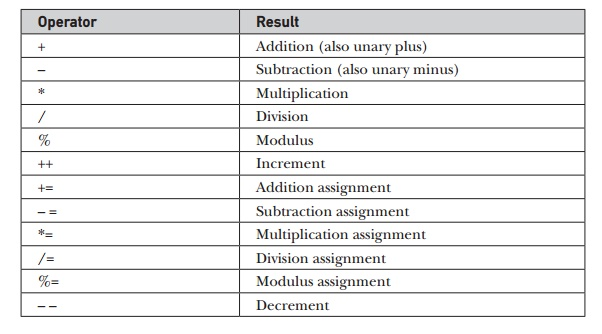 Operator Result
+ Addition (also unary plus)
– Subtraction (also unary minus)
* Multiplication
/ Division
% Modulus
++ Increment
+= Addition assignment
– = Subtraction assignment
*= Multiplication assignment
/= Division assignment
%= Modulus assignment
– – Decrement